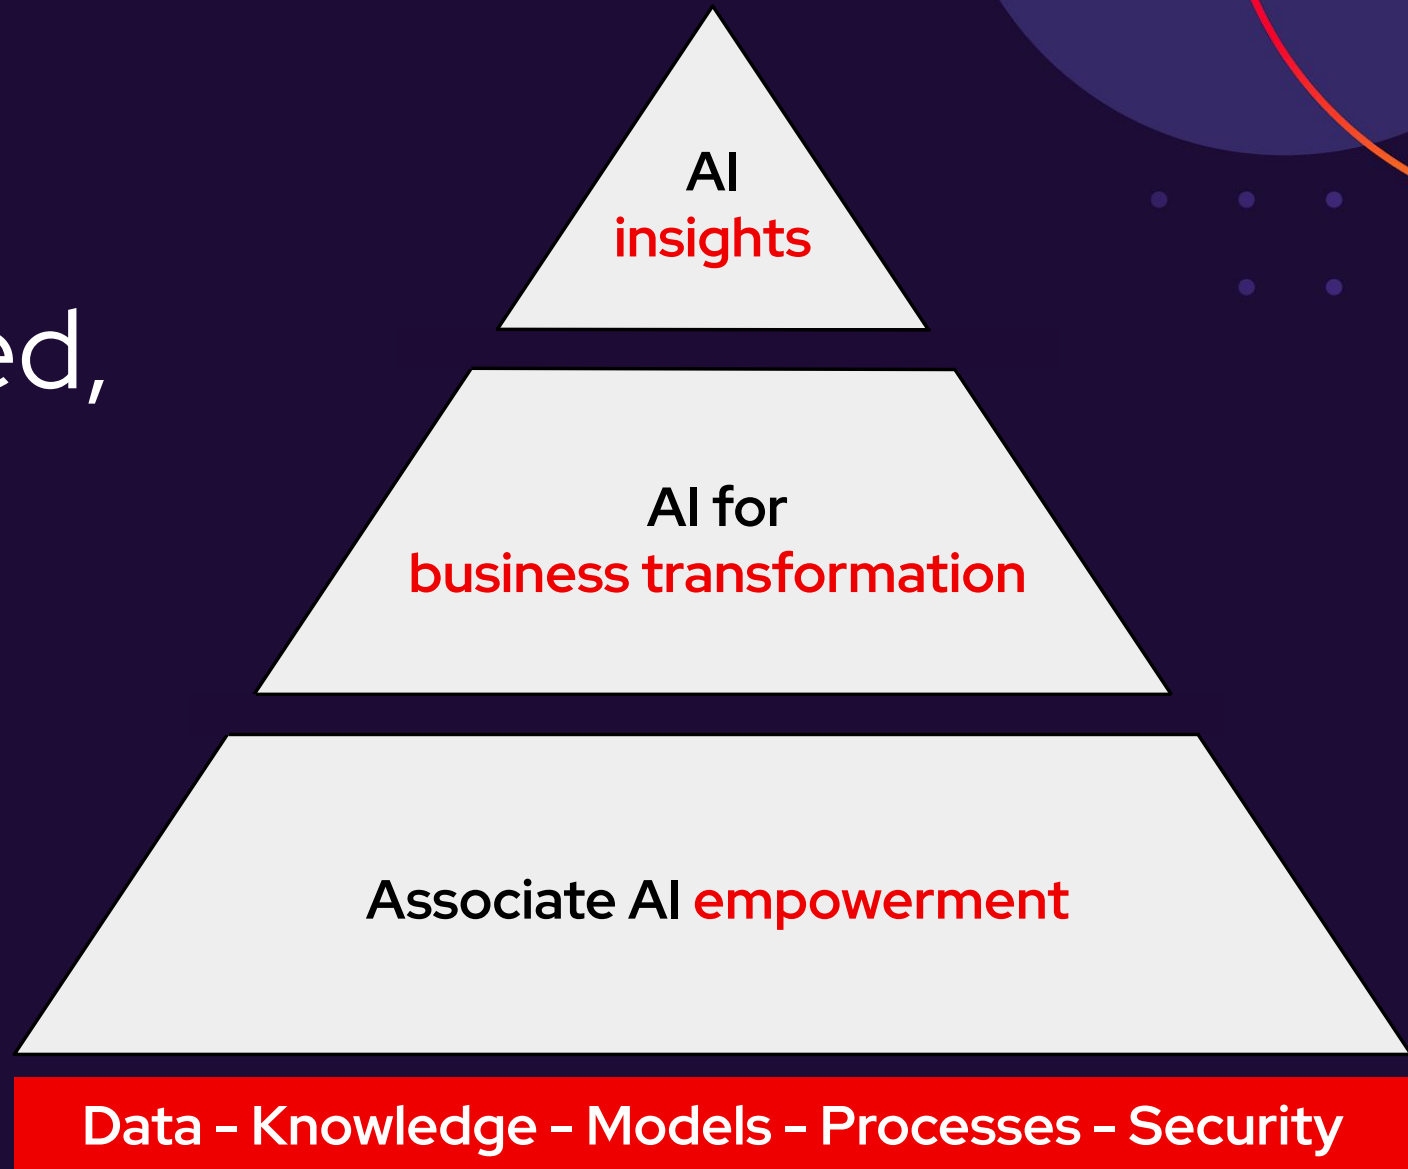 AI
insights
ed,
AI for
business transformation
Associate AI empowerment
Data - Knowledge - Models - Processes - Security